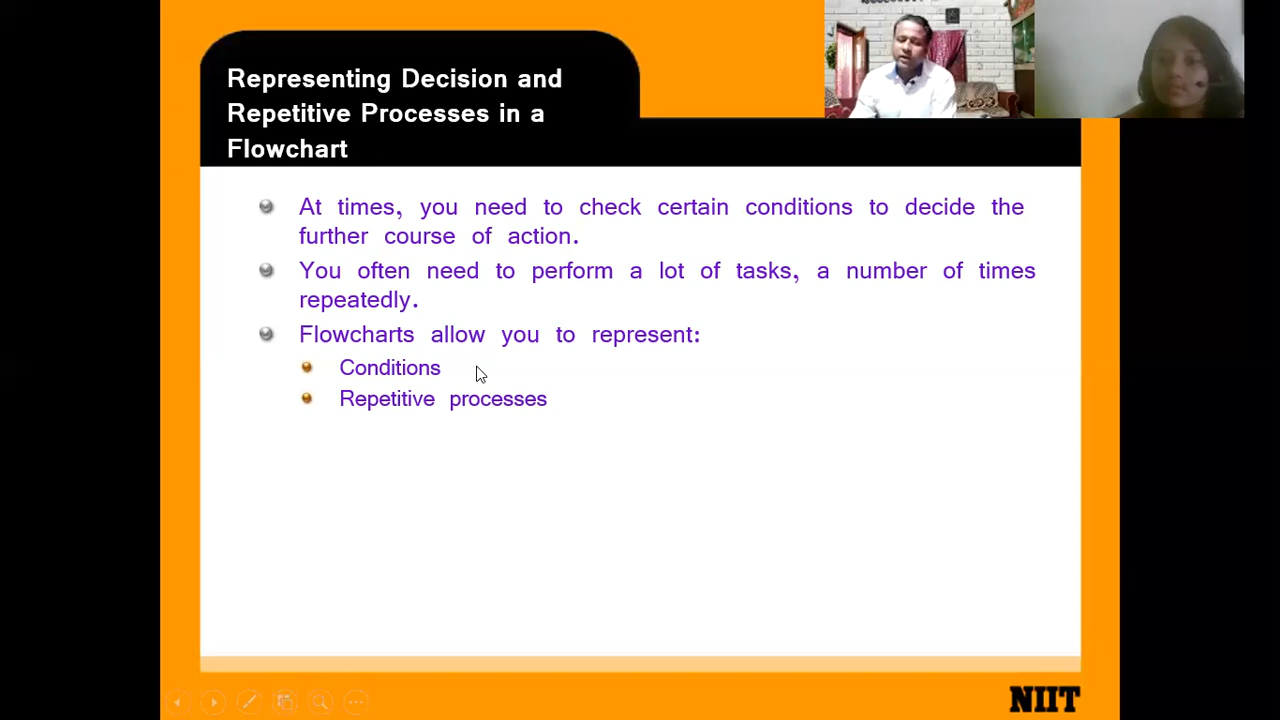 Representing Decision and
Repetitive Processes in a
Flowchart
At times, you need to check certain conditions to decide the
further course of action.
You often need to perform a lot of tasks, a number of times
repeatedly.
Flowcharts allow you to represent:
Conditions
Repetitive processes
NIIT